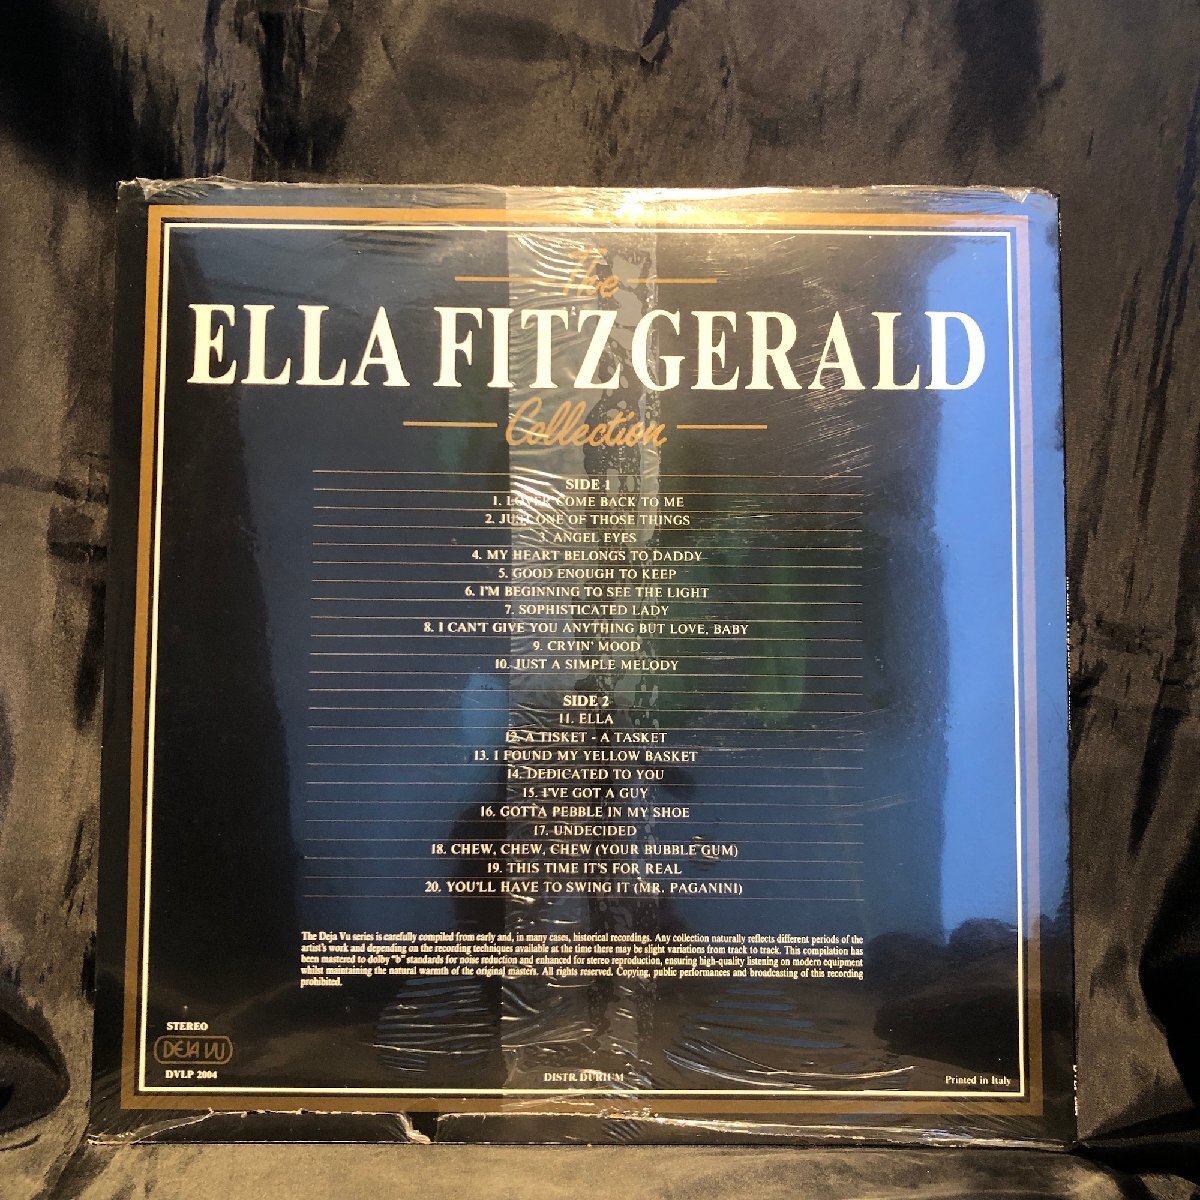 The
ELLA FITZGERALD
Collection
SIDE 1
1. LOVER COME BACK TO ME
2. JUST ONE OF THOSE THINGS
3. ANGEL EYES
4. MY HEART BELONGS TO DADDY
5. GOOD ENOUGH TO KEEP
6. I'M BEGINNING TO SEE THE LIGHT
7. SOPHISTICATED LADY
8. I CAN'T GIVE YOU ANYTHING BUT LOVE, BABY
9. CRYIN' MOOD
10. JUST A SIMPLE MELODY
SIDE 2
11. ELLA
12. A TISKET - A TASKET
13. I FOUND MY YELLOW BASKET
14. DEDICATED TO YOU
15. I'VE GOT A GUY
16. GOTTA PEBBLE IN MY SHOE
17. UNDECIDED
18. CHEW, CHEW, CHEW (YOUR BUBBLE GUM)
19. THIS TIME IT'S FOR REAL
20. YOU'LL HAVE TO SWING IT (MR. PAGANINI)
The Deja Vu series is carefully compiled from early and, in many cases, historical recordings. Any collection naturally reflects different periods of the
artist's work and depending on the recording techniques available at the time there may be slight variations from track to track. This compilation has
been mastered to dolby "b" standards for noise reduction and enhanced for stereo reproduction, ensuring high-quality listening on modern equipment
whilst maintaining the natural warmth of the original masters. All rights reserved. Copying, public performances and broadcasting of this recording
prohibited.
STEREO
DEJA VU
DVLP 2004
DISTR. DURIUM
Printed in Italy